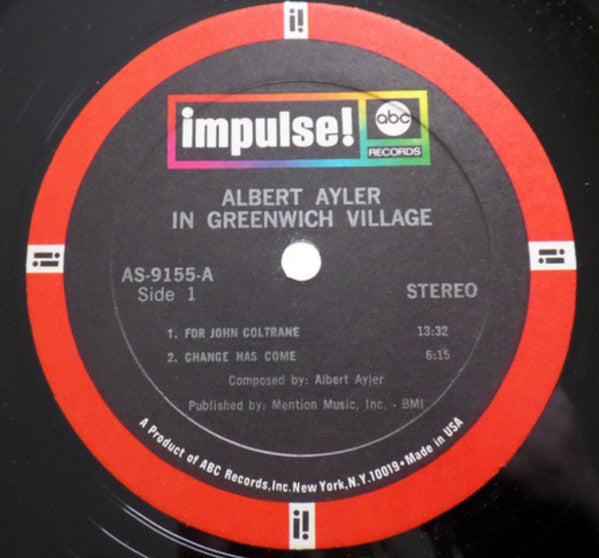 impulse!
abc
RECORDS
ALBERT AYLER
IN GREENWICH VILLAGE
AS-9155-A
Side 1
STEREO
1. FOR JOHN COLTRANE 13:32
2. CHANGE HAS COME 6:15
Composed by: Albert Ayler
Published by: Mention Music, Inc. - BMI
A Product of ABC Records,Inc.New York,N.Y.10019•Made in USA
i!
i!
i!
i!